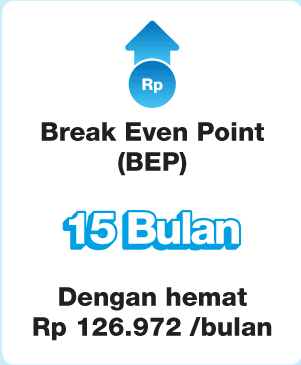 Rp
Break Even Point
(BEP)
15 Bulan
Dengan hemat
Rp 126.972 /bulan